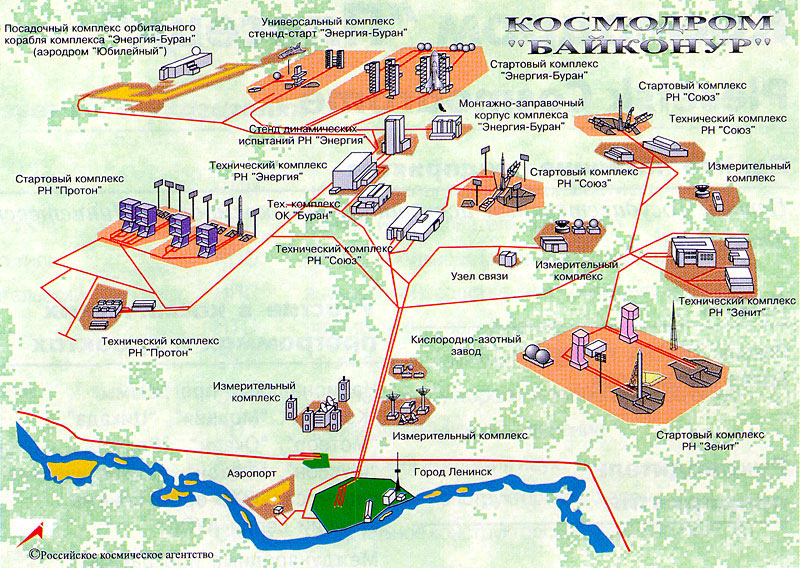 КОСМОДРОМ
"БАЙКОНУР"
Посадочный комплекс орбитального
корабля комплекса "Энергия-Буран"
(аэродром "Юбилейный")
Универсальный комплекс
стеннд-старт "Энергия-Буран"
Стартовый комплекс
"Энергия-Буран"
Стартовый комплекс
РН "Союз"
Монтажно-заправочный
корпус комплекса
"Энергия-Буран"
Технический комплекс
РН "Союз"
Стенд динамических
испытаний РН "Энергия"
Технический комплекс
РН "Энергия"
Стартовый комплекс
РН "Союз"
Измерительный
комплекс
Стартовый комплекс
РН "Протон"
Тех. комплекс
ОК "Буран"
Технический комплекс
РН "Союз"
Узел связи
Измерительный
комплекс
Технический комплекс
РН "Зенит"
Технический комплекс
РН "Протон"
Кислородно-азотный
завод
Измерительный
комплекс
Измерительный комплекс
Стартовый комплекс
РН "Зенит"
Аэропорт
Город Ленинск
©Российское космическое агентство